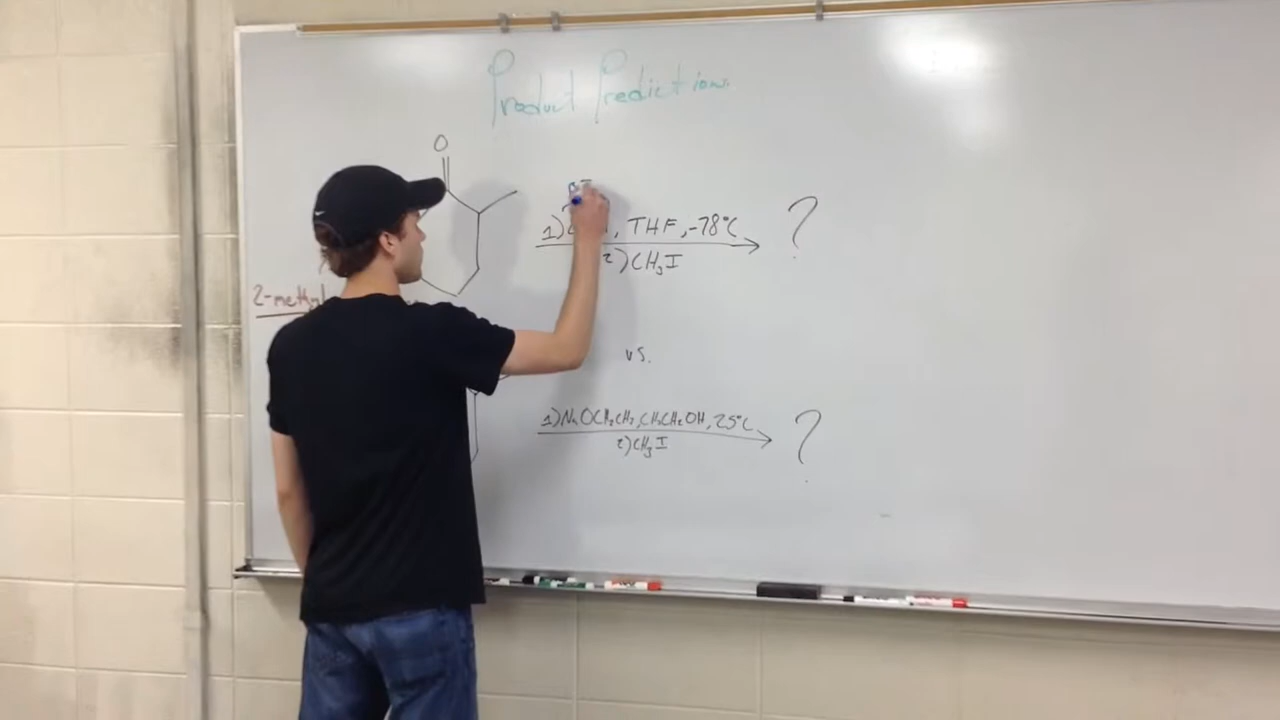 Product Prediction
O
1) , THF, -78°C
2) CH3I
?
2-methyl
vs.
1) NaOCH2CH3, CH3CH2OH, 25°C
2) CH3I
?